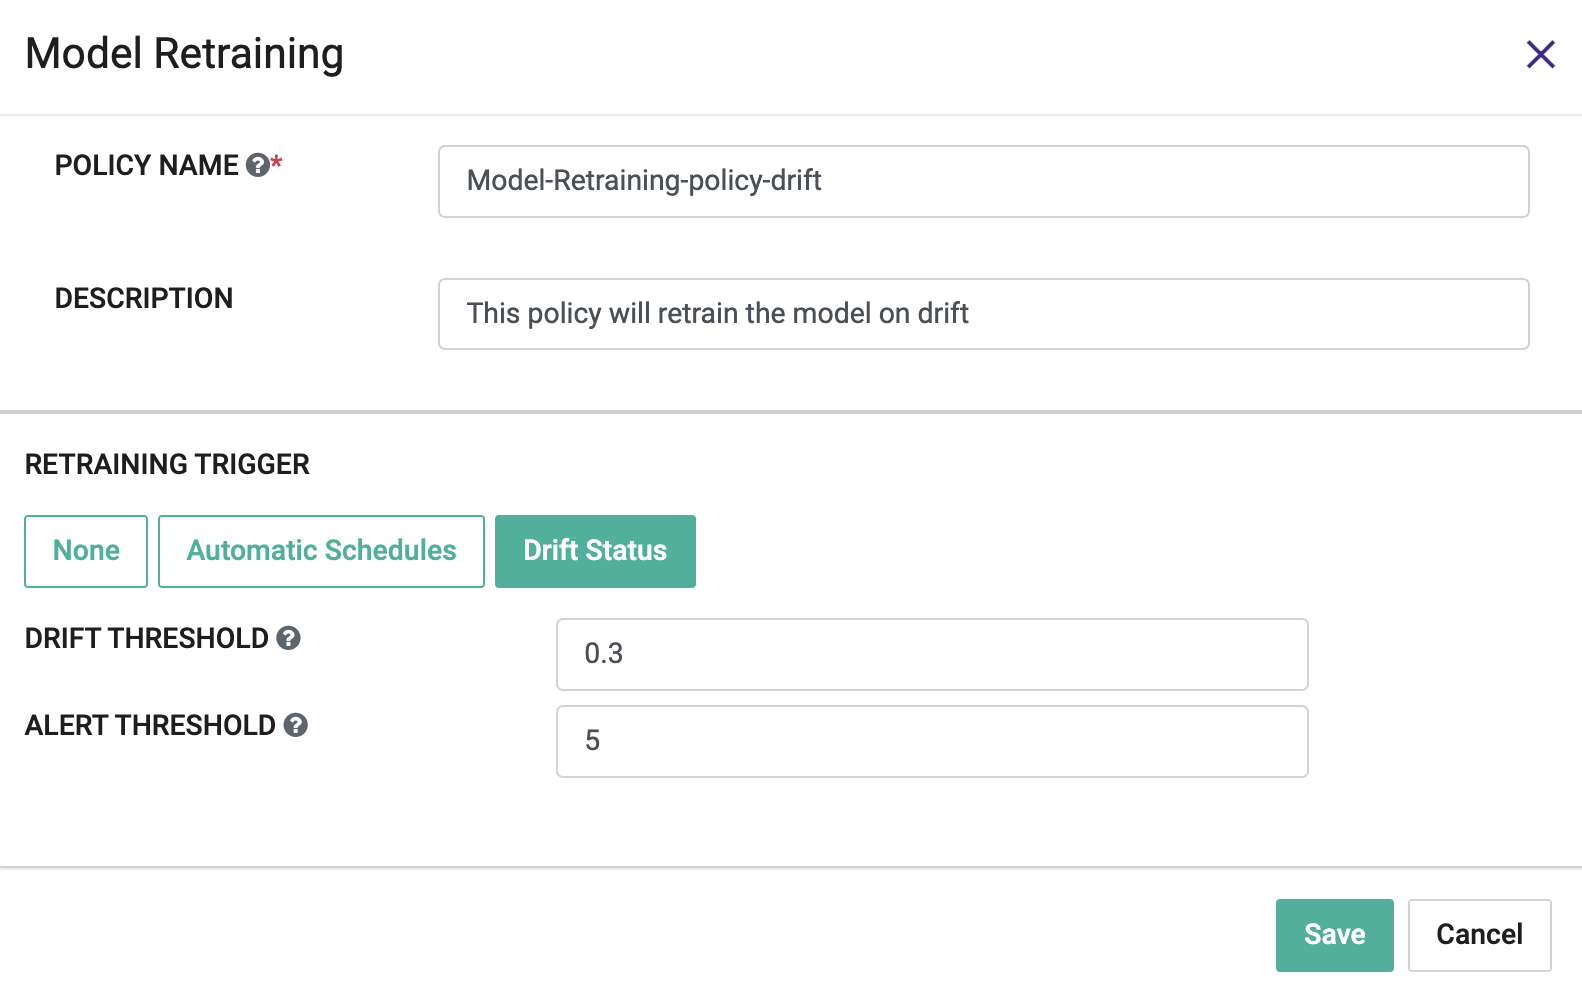 Model Retraining
POLICY NAME ?*
Model-Retraining-policy-drift
DESCRIPTION
This policy will retrain the model on drift
RETRAINING TRIGGER
None
Automatic Schedules
Drift Status
DRIFT THRESHOLD ?
0.3
ALERT THRESHOLD ?
5
Save
Cancel